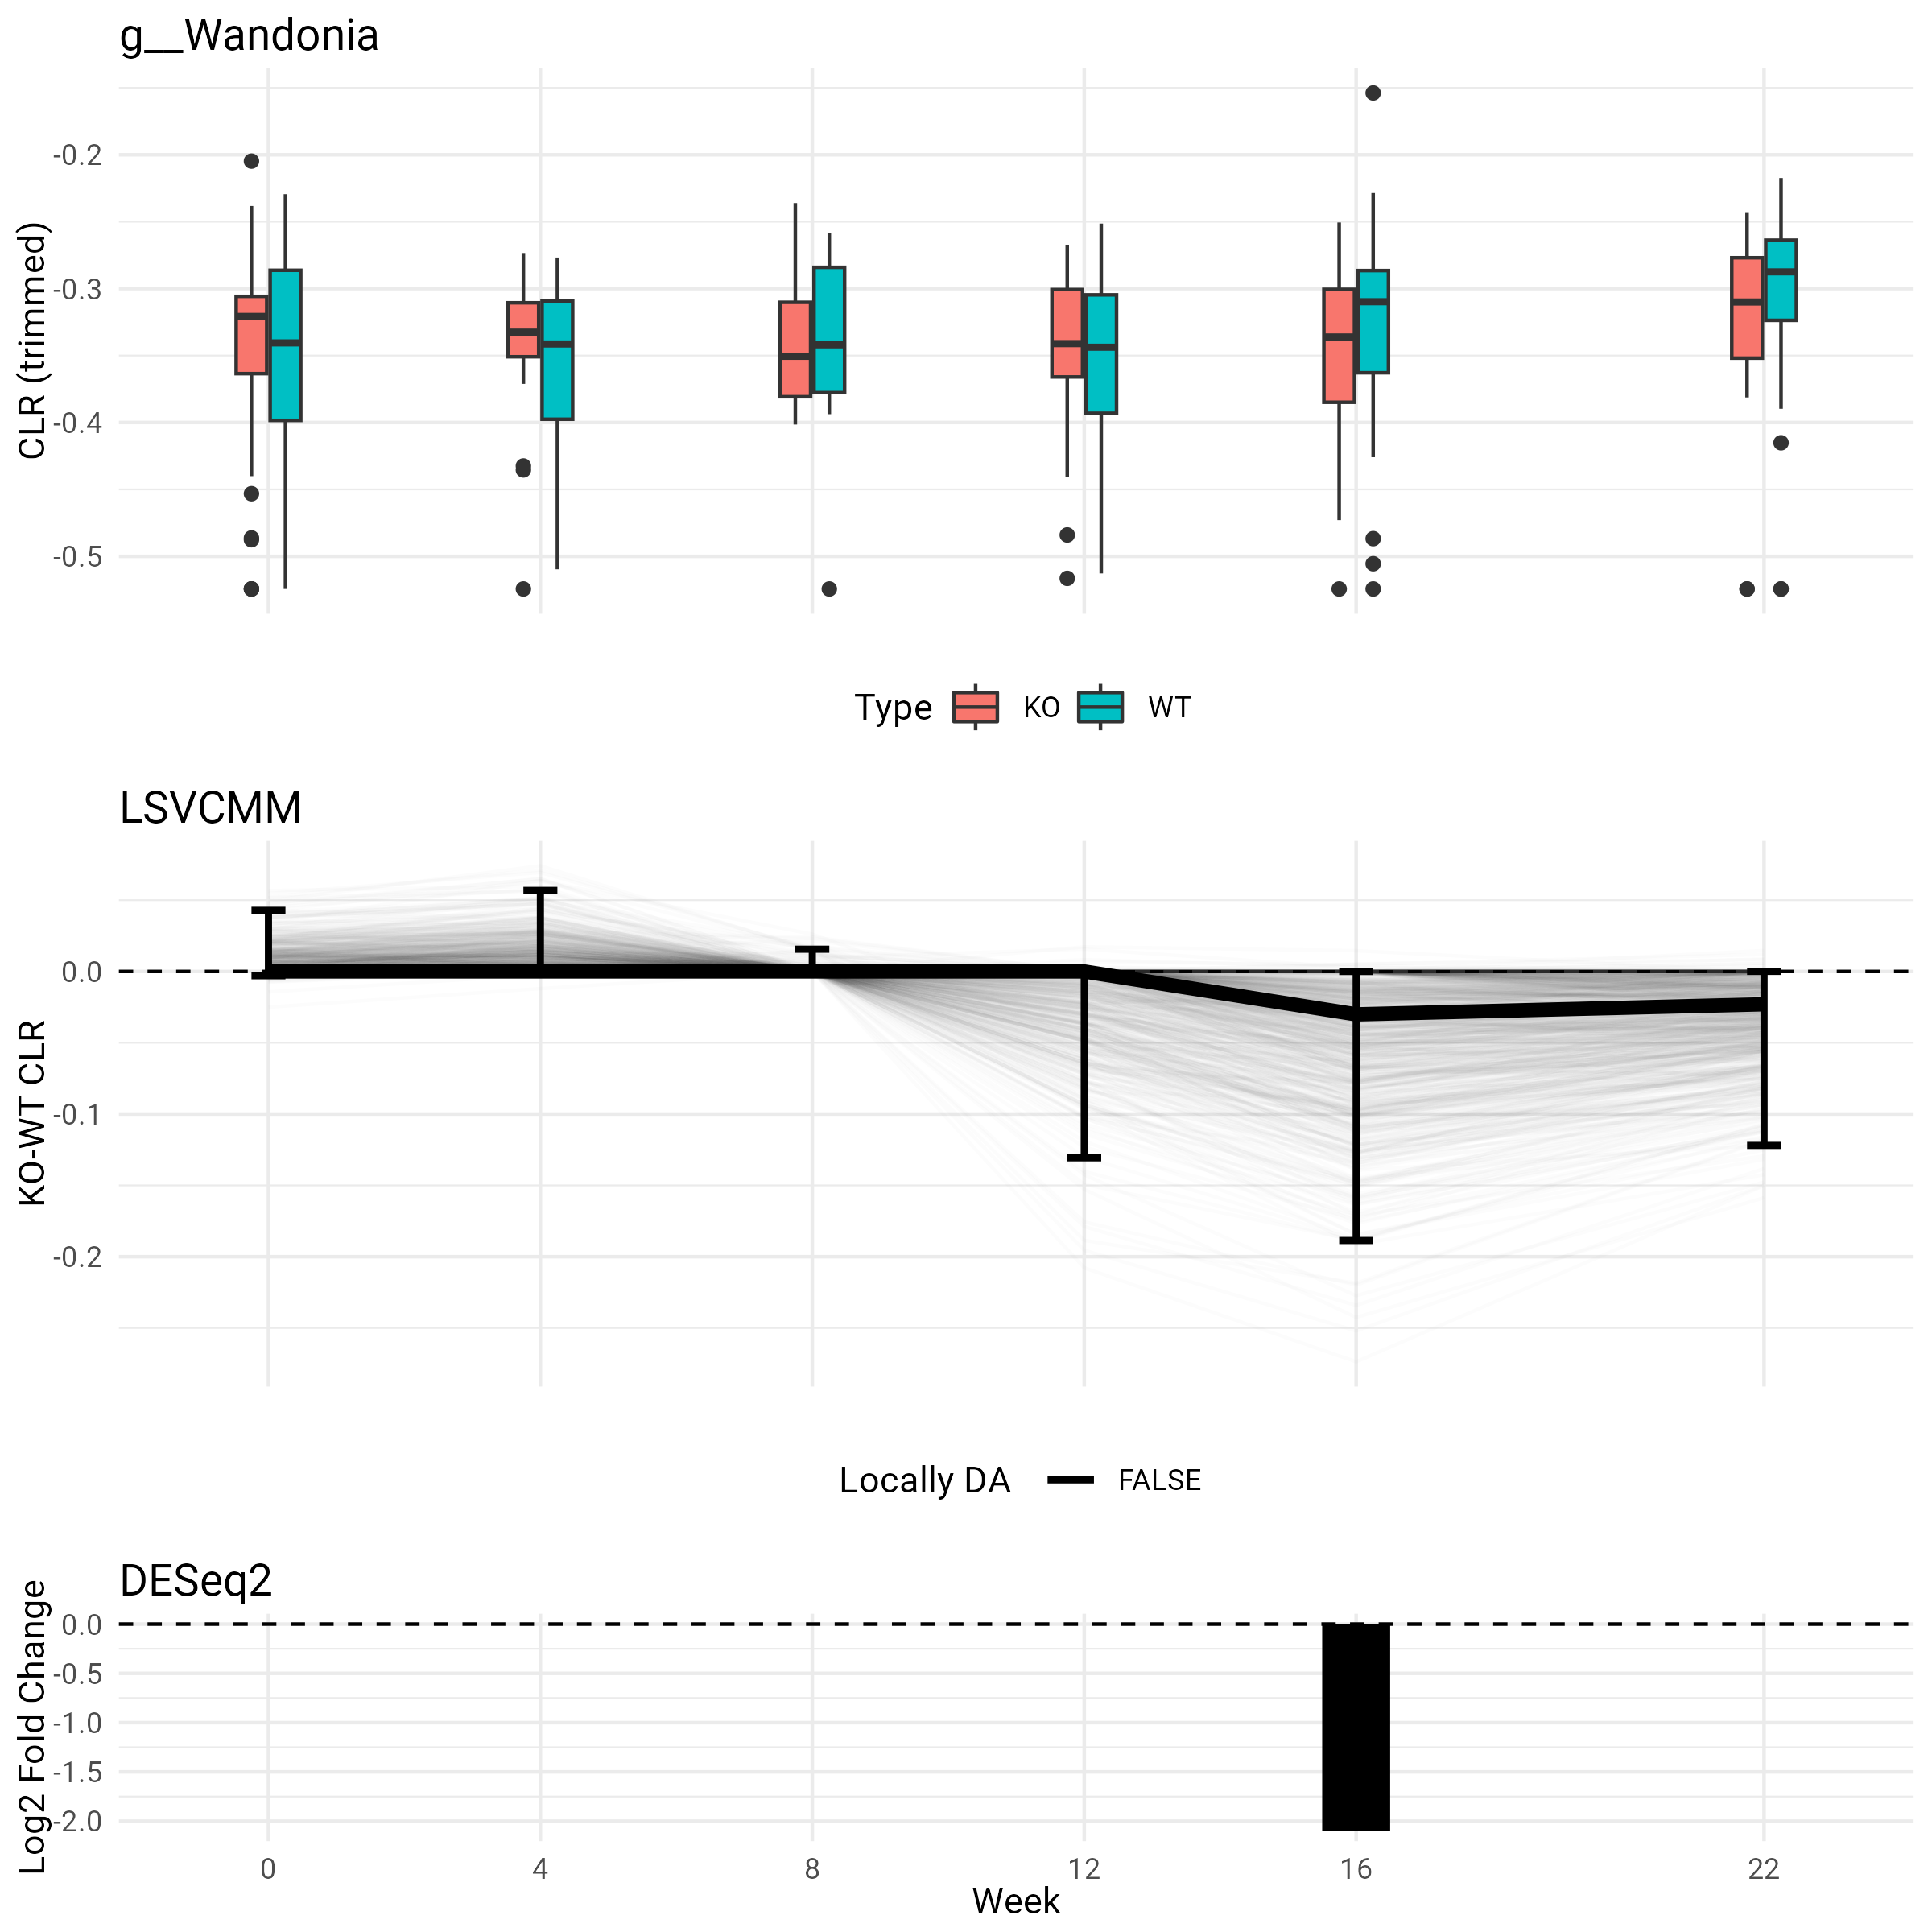 g__Wandonia
CLR (trimmed)
-0.2
-0.3
-0.4
-0.5
Type KO WT
LSVCMM
KO-WT CLR
0.0
-0.1
-0.2
Locally DA FALSE
DESeq2
Log2 Fold Change
0.0
-0.5
-1.0
-1.5
-2.0
0 4 8 12 16 22
Week